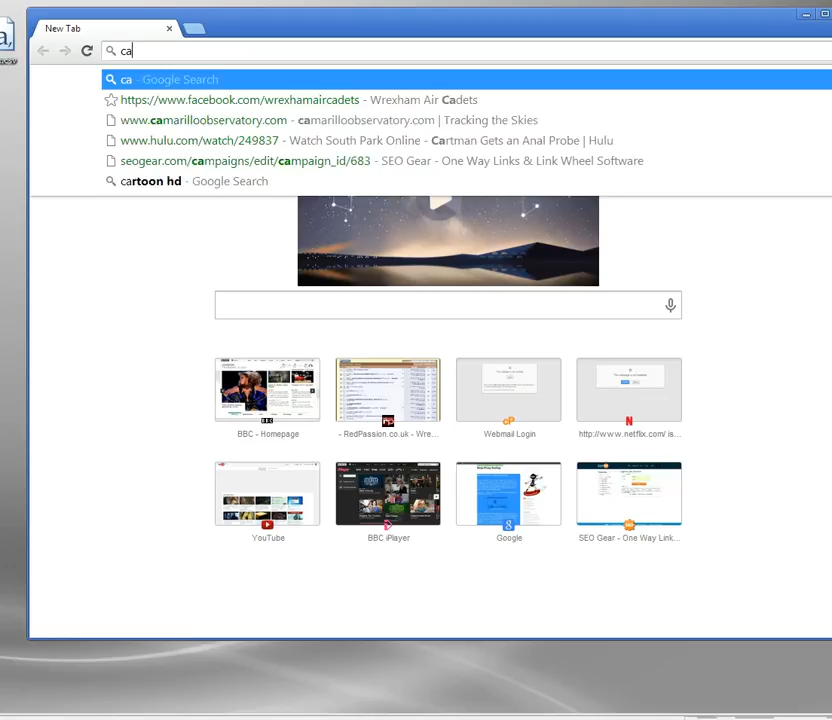 New Tab
ca
ca - Google Search
https://www.facebook.com/wrexhamaircadets - Wrexham Air Cadets
www.camarilloobservatory.com - camarilloobservatory.com | Tracking the Skies
www.hulu.com/watch/249837 - Watch South Park Online - Cartman Gets an Anal Probe | Hulu
seogear.com/campaigns/edit/campaign_id/683 - SEO Gear - One Way Links & Link Wheel Software
cartoon hd - Google Search
BBC - Homepage
- RedPassion.co.uk - Wre...
Webmail Login
http://www.netflix.com/ is...
YouTube
BBC iPlayer
Google
SEO Gear - One Way Link...